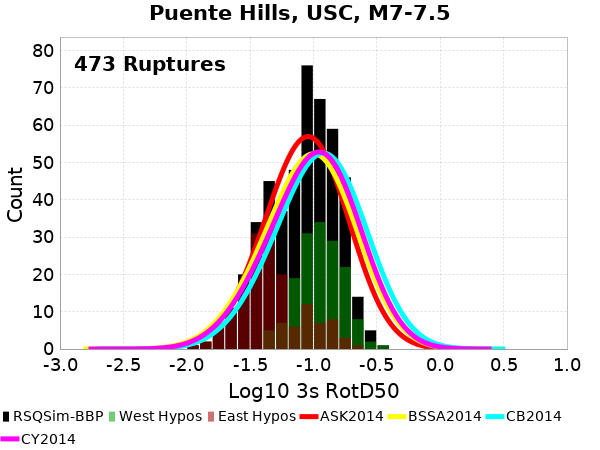 Puente Hills, USC, M7-7.5
473 Ruptures
80
70
60
50
40
30
20
10
0
Count
-3.0 -2.5 -2.0 -1.5 -1.0 -0.5 0.0 0.5 1.0
Log10 3s RotD50
RSQSim-BBP West Hypos East Hypos ASK2014 BSSA2014 CB2014
CY2014